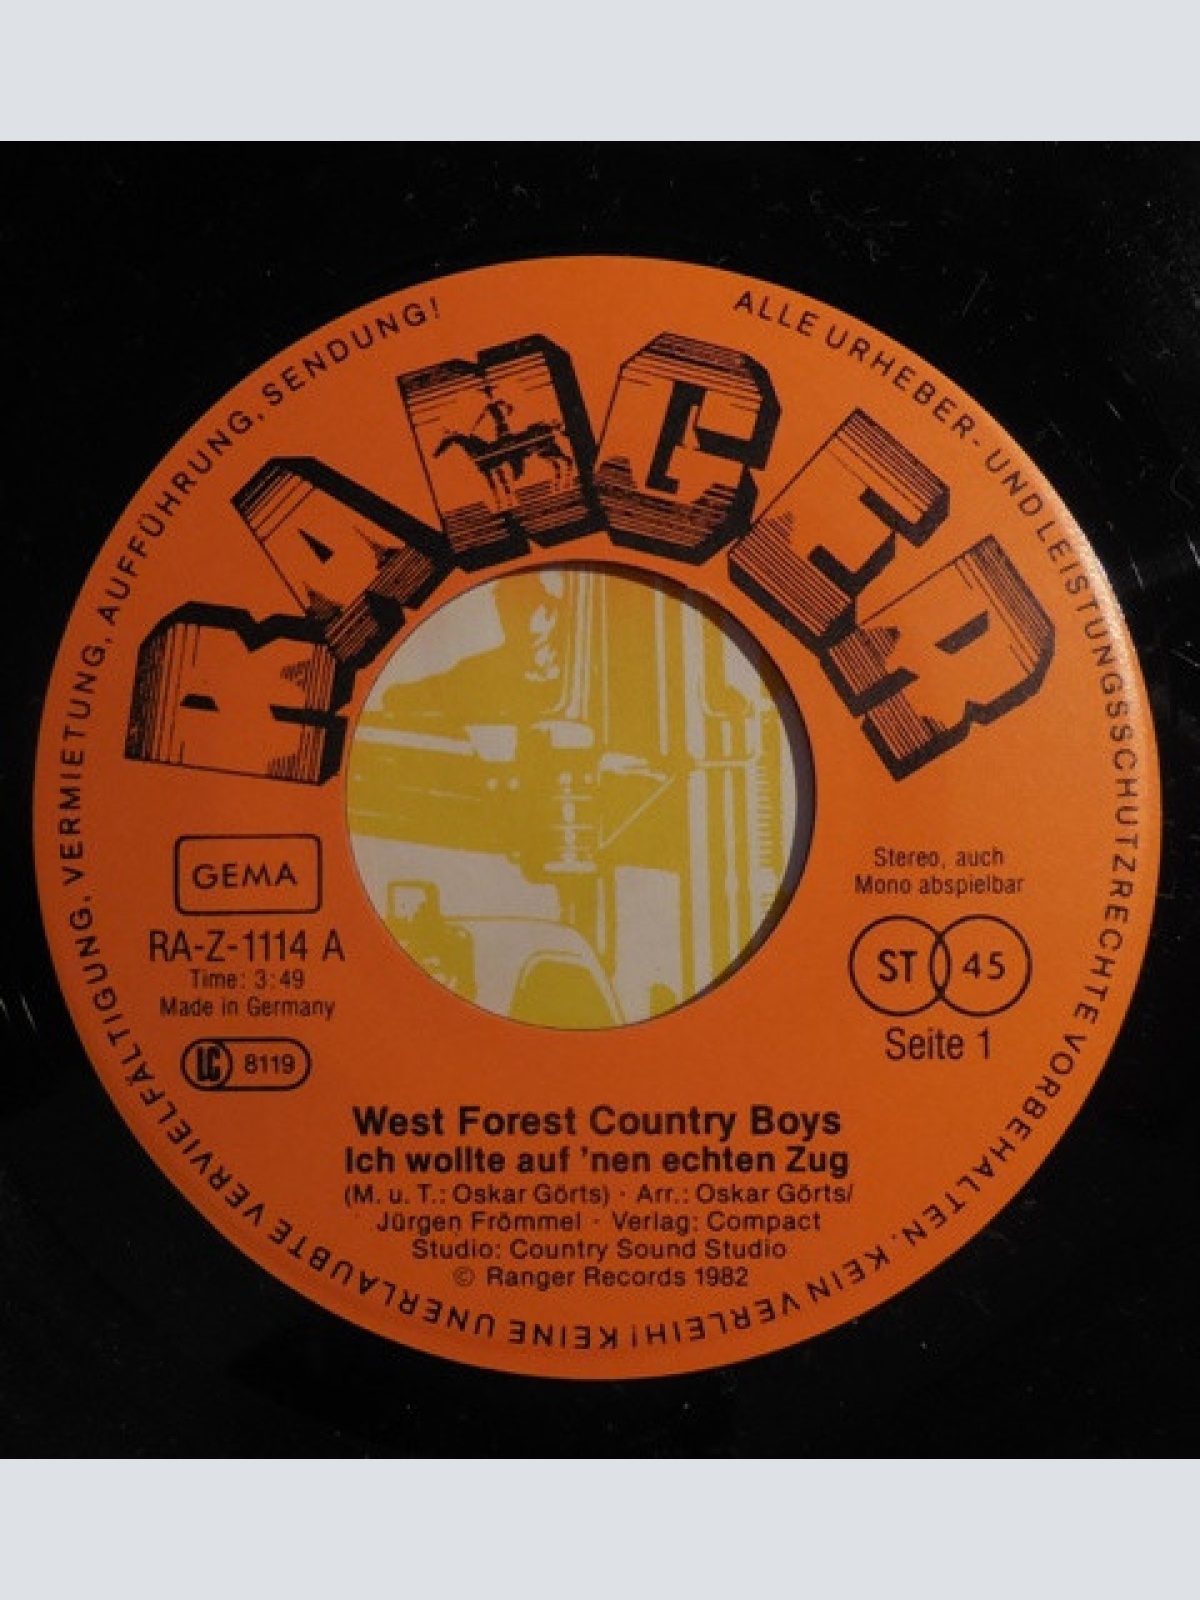 ALLE URHEBER- UND LEISTUNGSSCHUTZRECHTE VORBEHALTEN. KEIN VERLEIH! KEINE UNERLAUBTE VERVIELFÄLTIGUNG, VERMIETUNG, AUFFÜHRUNG, SENDUNG!
RANGER
GEMA
RA-Z-1114 A
Time: 3:49
Made in Germany
LC 8119
Stereo, auch
Mono abspielbar
ST 45
Seite 1
West Forest Country Boys
Ich wollte auf 'nen echten Zug
(M. u. T.: Oskar Görts) · Arr.: Oskar Görts/
Jürgen Frömmel · Verlag: Compact
Studio: Country Sound Studio
© Ranger Records 1982